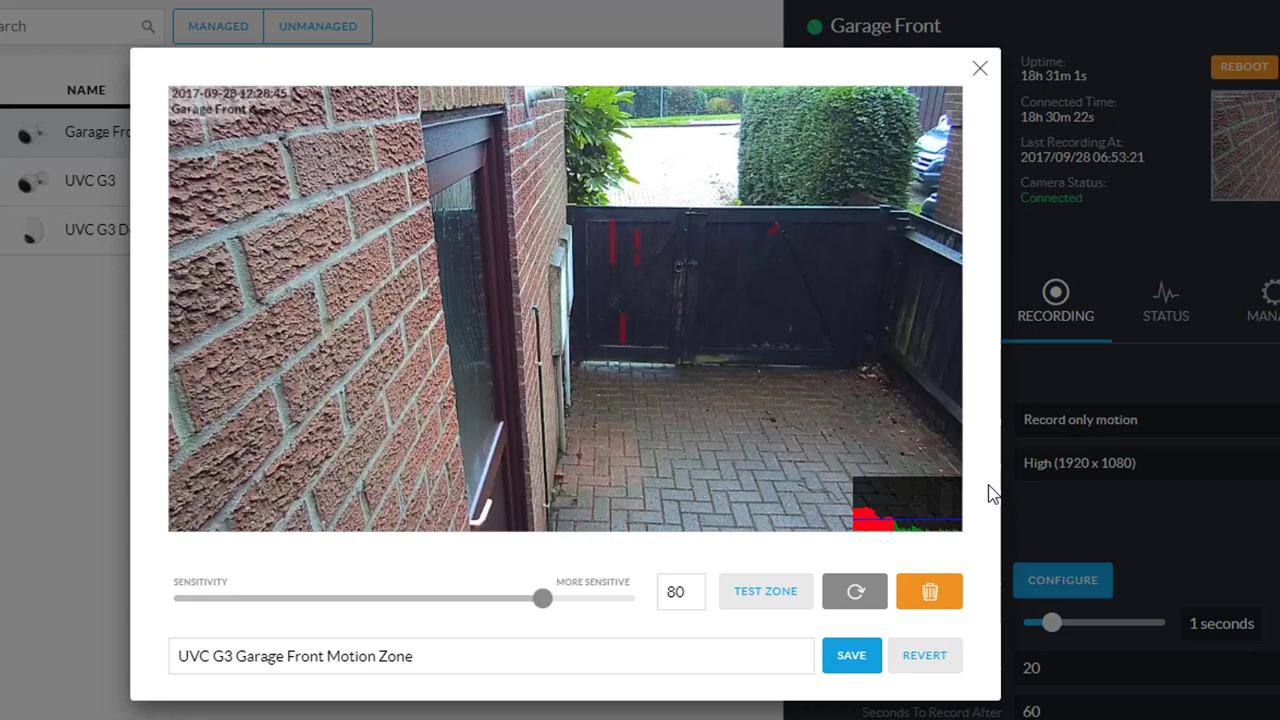 arch
MANAGED
UNMANAGED
NAME
Garage Fro
UVC G3
UVC G3 D
2017-09-28 12:28:45
Garage Front
SENSITIVITY
MORE SENSITIVE
80
TEST ZONE
UVC G3 Garage Front Motion Zone
SAVE
REVERT
Garage Front
Uptime:
18h 31m 1s
REBOOT
Connected Time:
18h 30m 22s
Last Recording At:
2017/09/28 06:53:21
Camera Status:
Connected
RECORDING
STATUS
MANA
Record only motion
High (1920 x 1080)
CONFIGURE
1 seconds
20
Seconds To Record After
60